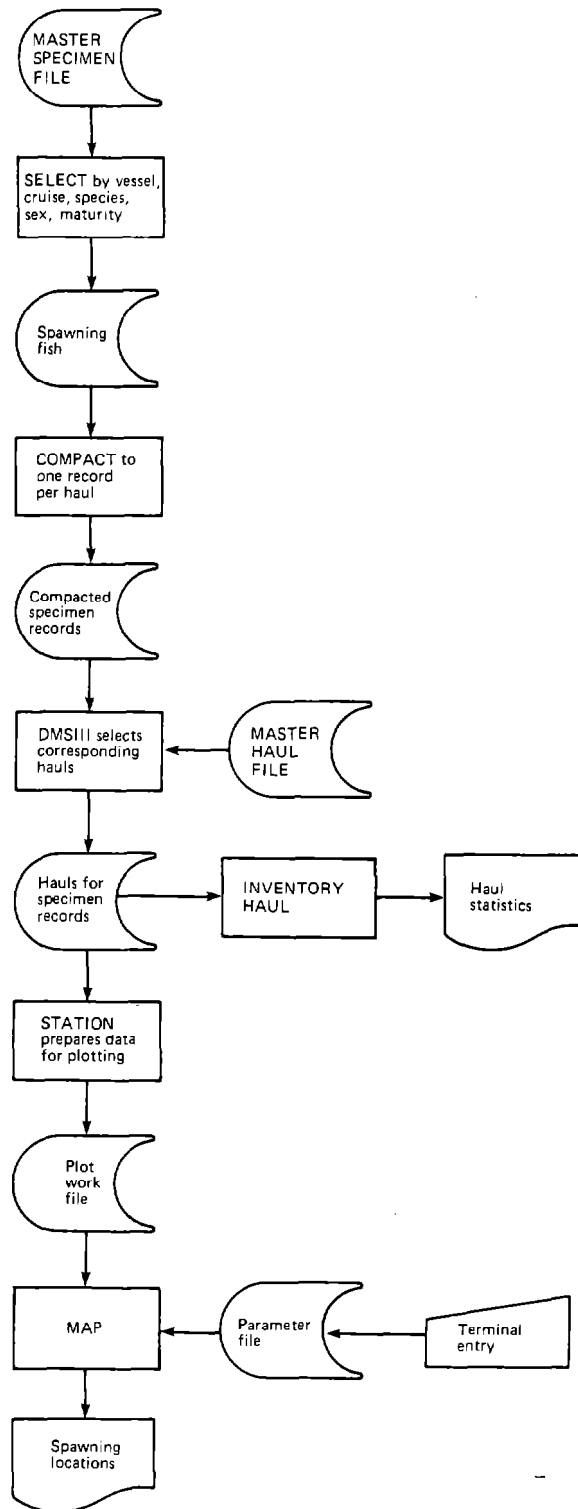 MASTER
SPECIMEN
FILE
SELECT by vessel,
cruise, species,
sex, maturity
Spawning
fish
COMPACT to
one record
per haul
Compacted
specimen
records
DMSIII selects
corresponding
hauls
MASTER
HAUL
FILE
Hauls for
specimen
records
INVENTORY
HAUL
Haul
statistics
STATION
prepares data
for plotting
Plot
work
file
MAP
Parameter
file
Terminal
entry
Spawning
locations